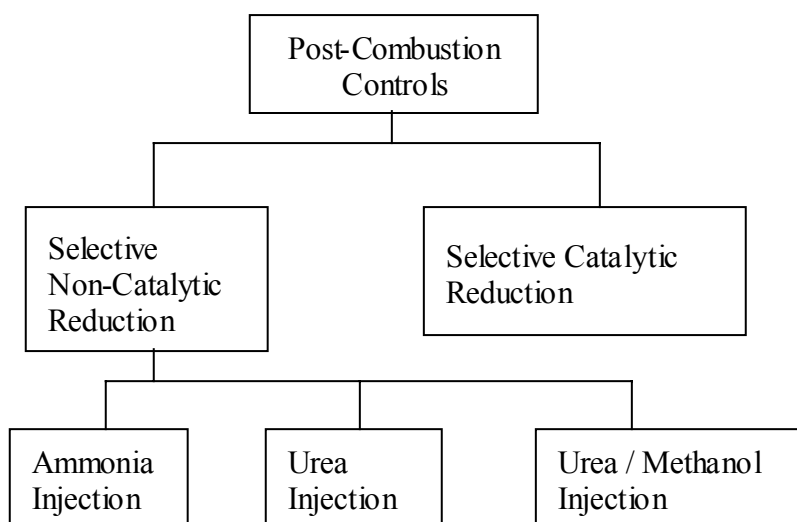 Post-Combustion
Controls
Selective
Non-Catalytic
Reduction
Selective Catalytic
Reduction
Ammonia
Injection
Urea
Injection
Urea / Methanol
Injection